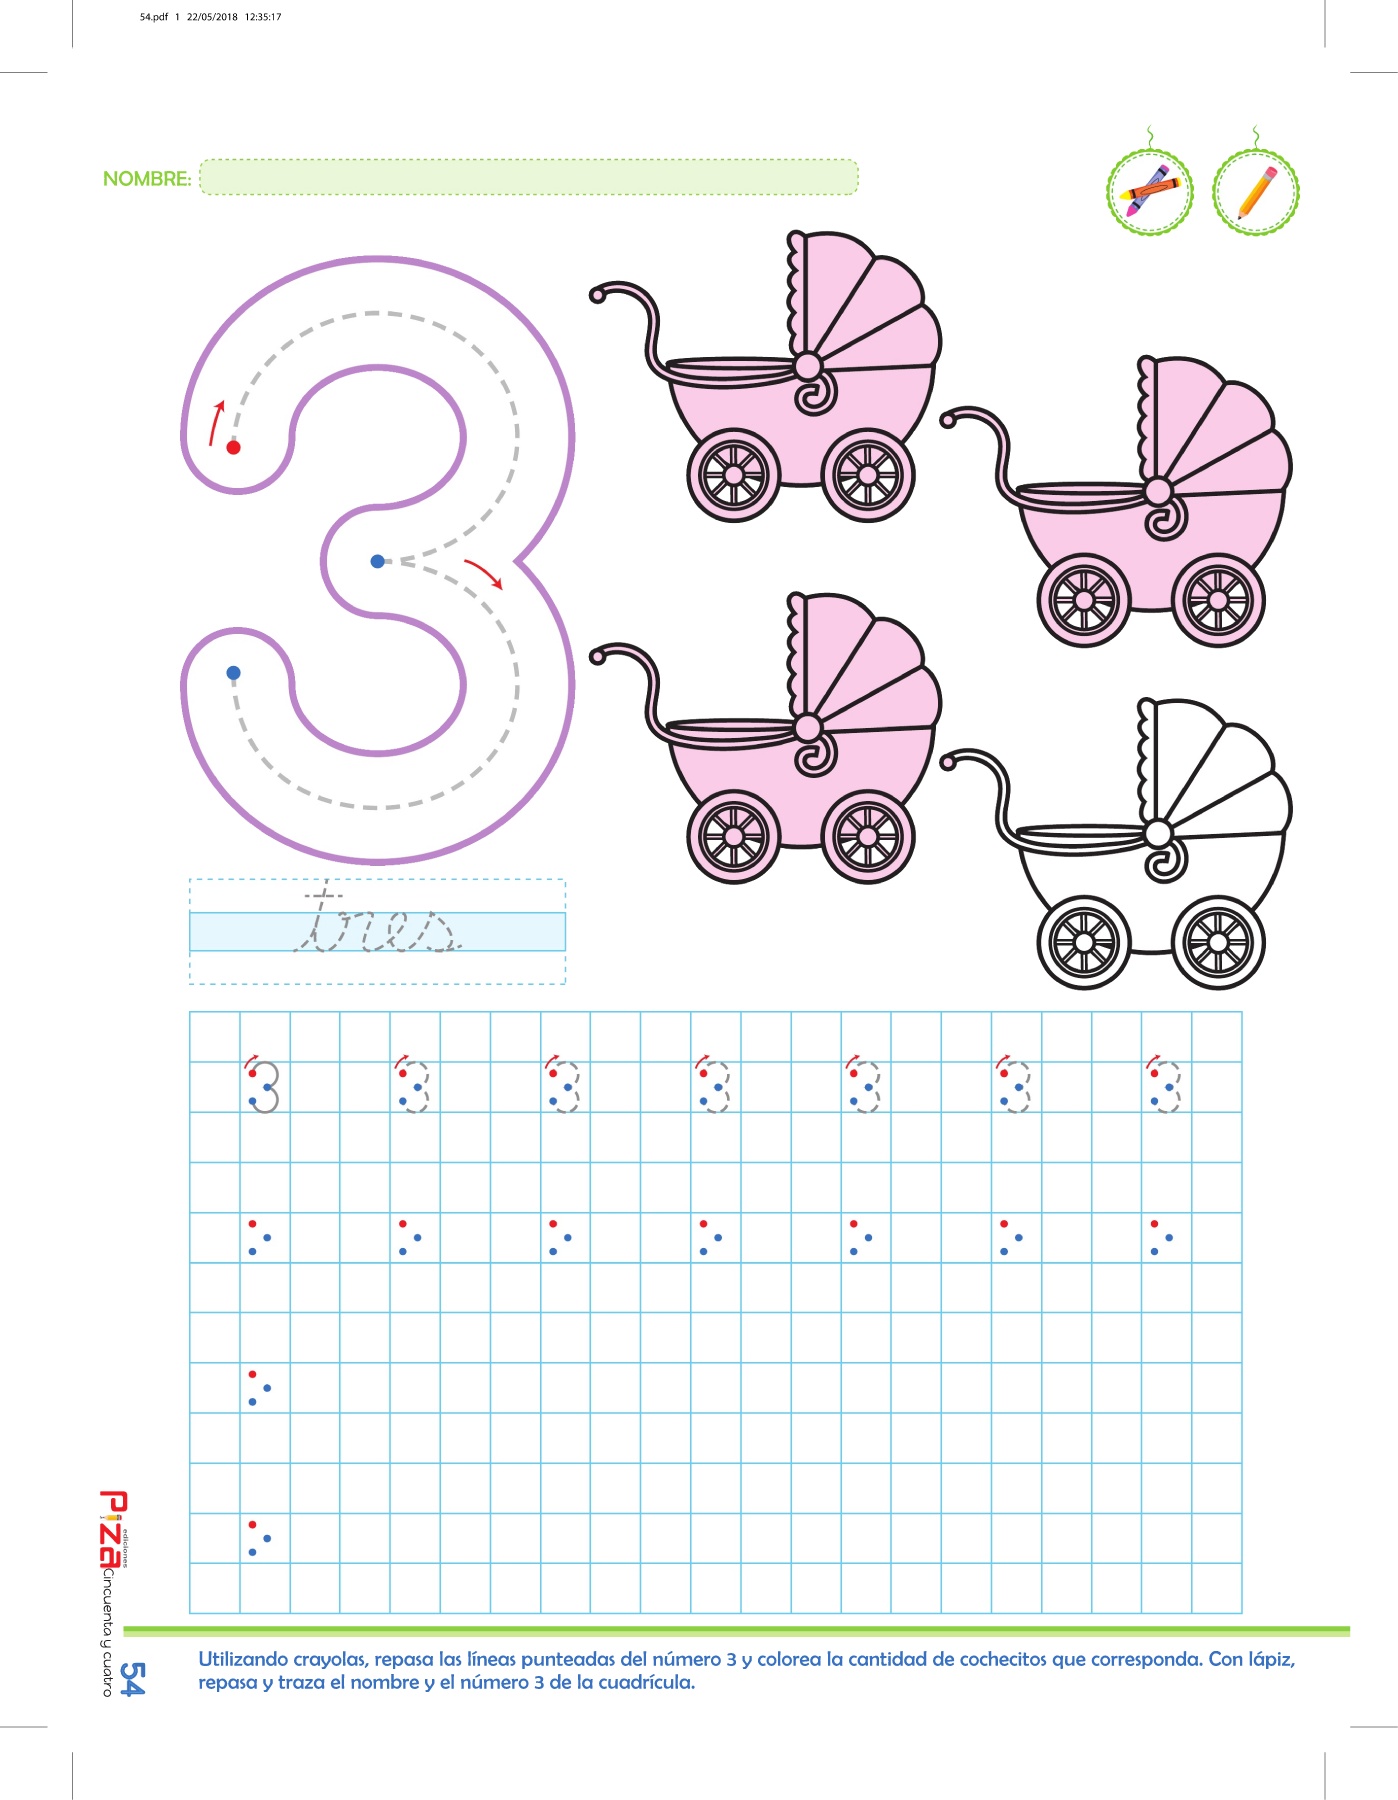 54.pdf 1 22/05/2018 12:35:17
NOMBRE:
3
tres
3 3 3 3 3 3 3
Piza
ediciones
Cincuenta y cuatro
54
Utilizando crayolas, repasa las líneas punteadas del número 3 y colorea la cantidad de cochecitos que corresponda. Con lápiz,
repasa y traza el nombre y el número 3 de la cuadrícula.